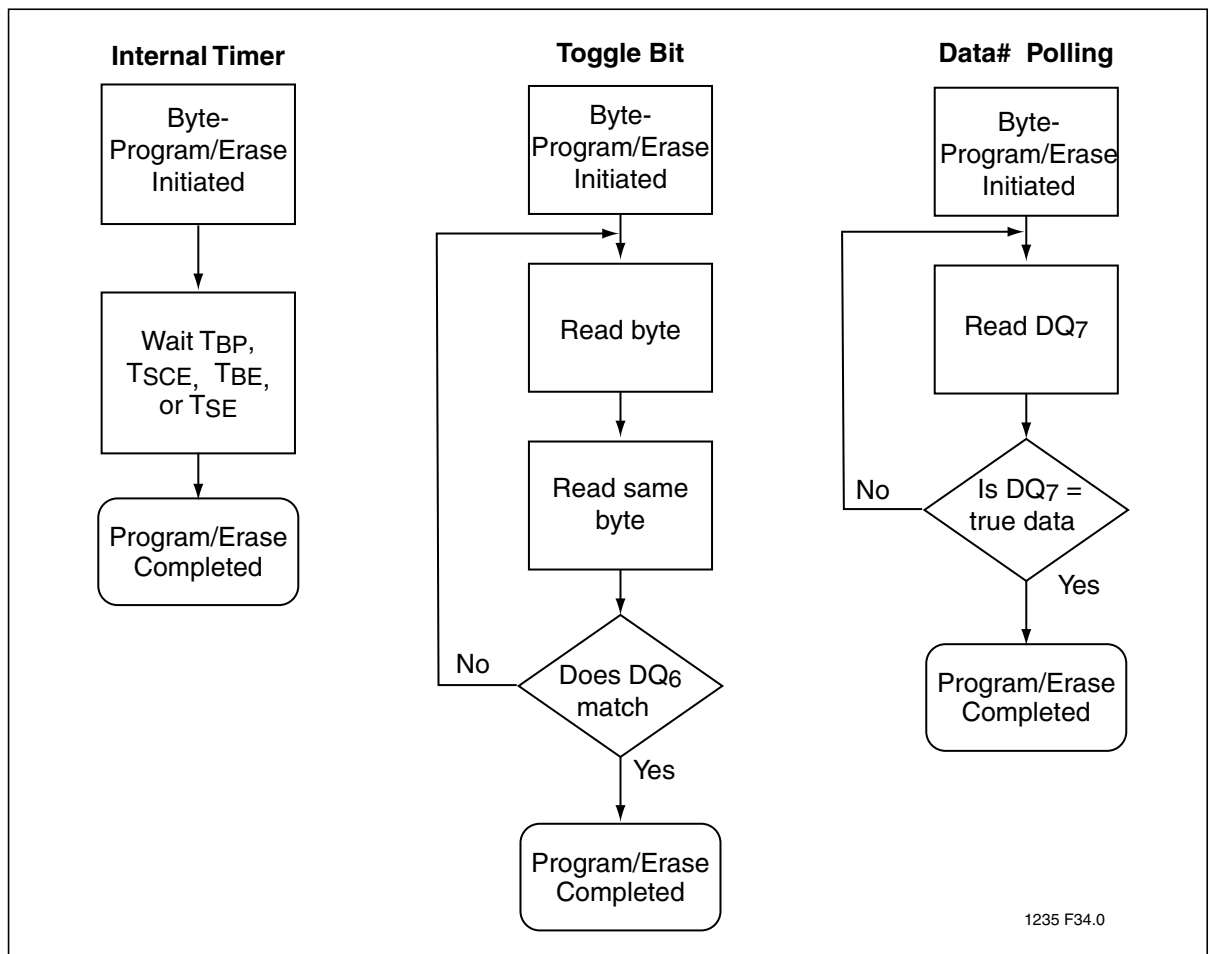 Internal Timer
Byte-
Program/Erase
Initiated
Wait TBP,
TSCE, TBE,
or TSE
Program/Erase
Completed
Toggle Bit
Byte-
Program/Erase
Initiated
Read byte
Read same
byte
No
Does DQ6
match
Yes
Program/Erase
Completed
Data# Polling
Byte-
Program/Erase
Initiated
Read DQ7
No
Is DQ7 =
true data
Yes
Program/Erase
Completed
1235 F34.0